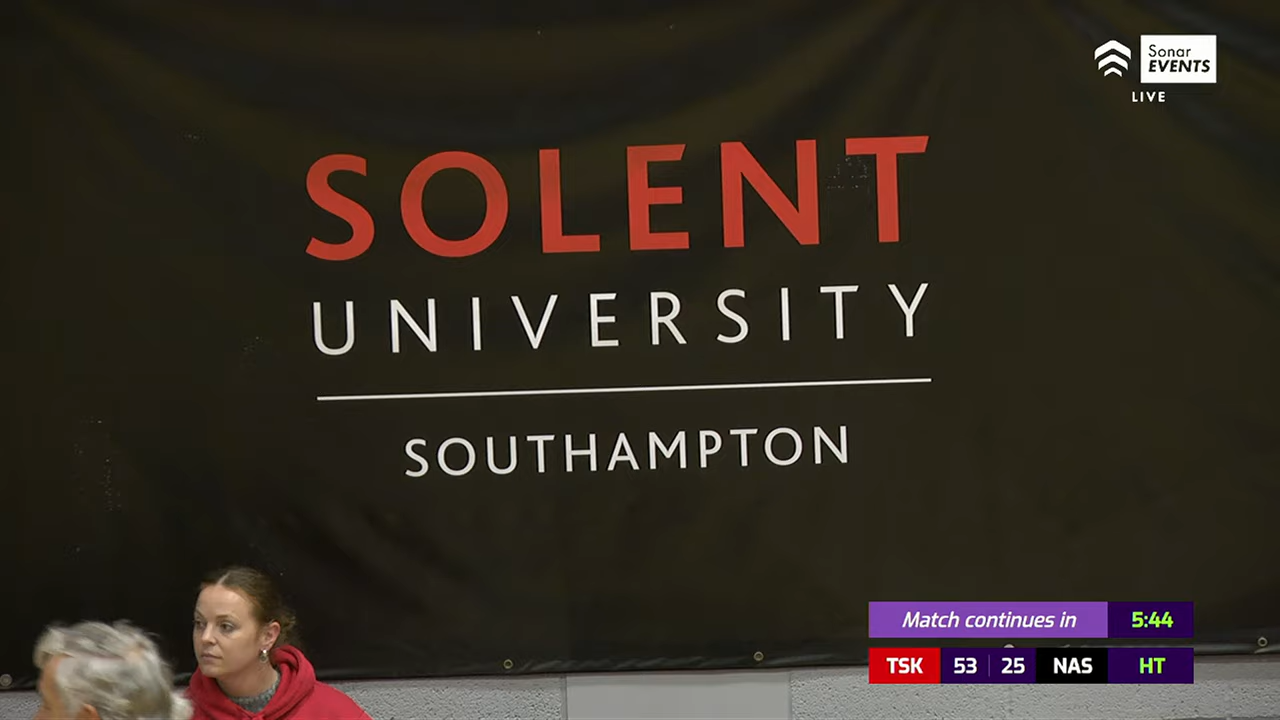 Sonar
EVENTS
LIVE
SOLENT
UNIVERSITY
SOUTHAMPTON
Match continues in 5:44
TSK 53 25 NAS HT